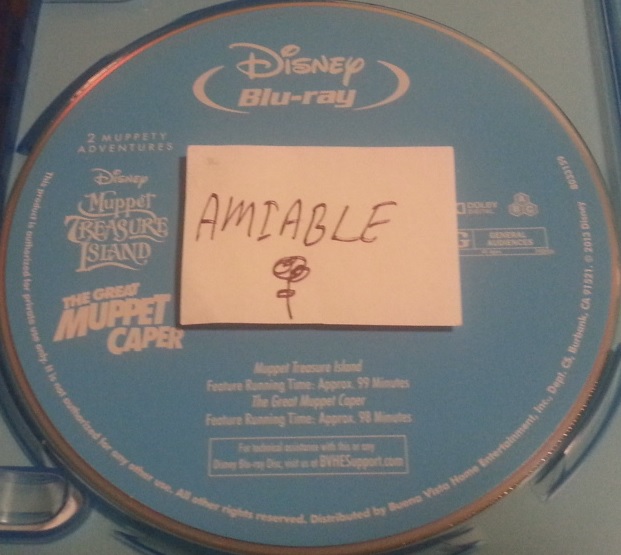 Disney
Blu-ray
2 MUPPETY
ADVENTURES
Disney
Muppet
TREASURE
ISLAND
THE GREAT
MUPPET
CAPER
AMIABLE
DOLBY
DIGITAL
G GENERAL
AUDIENCES
Muppet Treasure Island
Feature Running Time: Approx. 99 Minutes
The Great Muppet Caper
Feature Running Time: Approx. 98 Minutes
For technical assistance with this or any
Disney Blu-ray Disc, visit us at BVHESupport.com
This product is authorized for private use only. It is not authorized for any other use. All other rights reserved. Distributed by Buena Vista Home Entertainment, Inc., Dept. CS, Burbank, CA 91521. © 2013 Disney